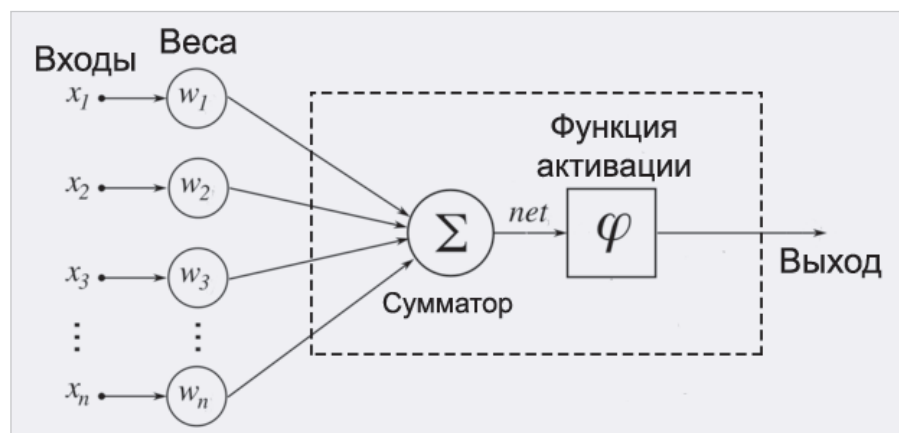 Входы
Веса
x1
w1
x2
w2
x3
w3
⋮
⋮
xn
wn
Σ
Сумматор
net
Функция
активации
φ
Выход